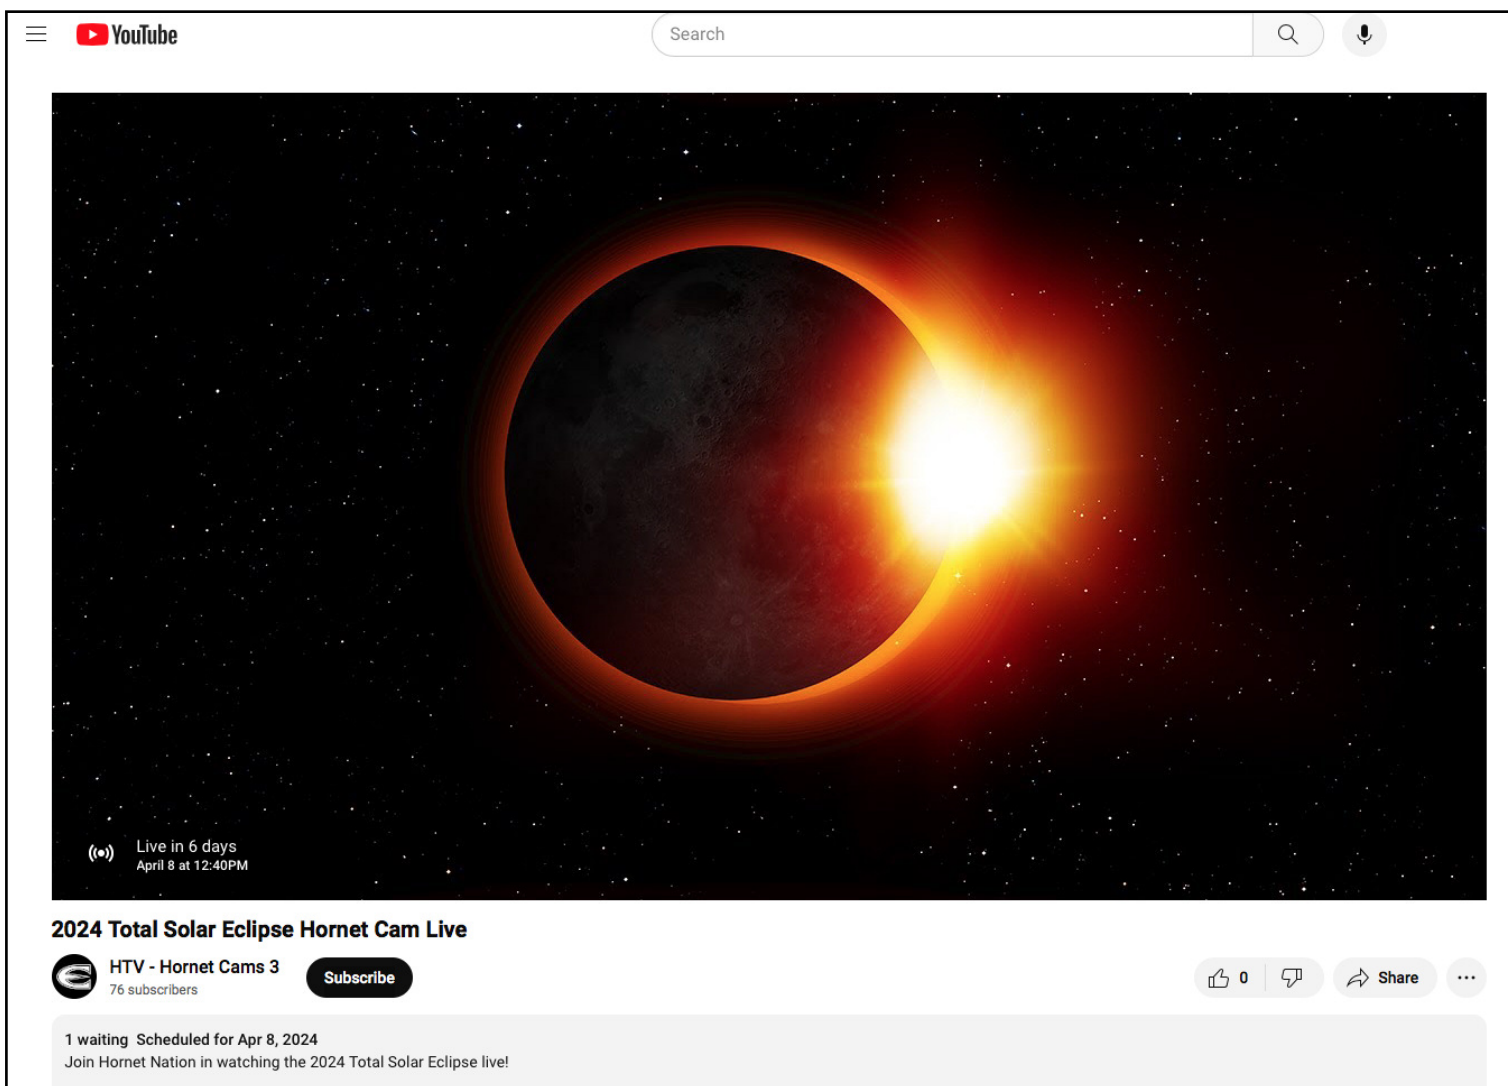 YouTube
Search
Live in 6 days
April 8 at 12:40PM
2024 Total Solar Eclipse Hornet Cam Live
HTV - Hornet Cams 3
76 subscribers
Subscribe
0
Share
1 waiting Scheduled for Apr 8, 2024
Join Hornet Nation in watching the 2024 Total Solar Eclipse live!